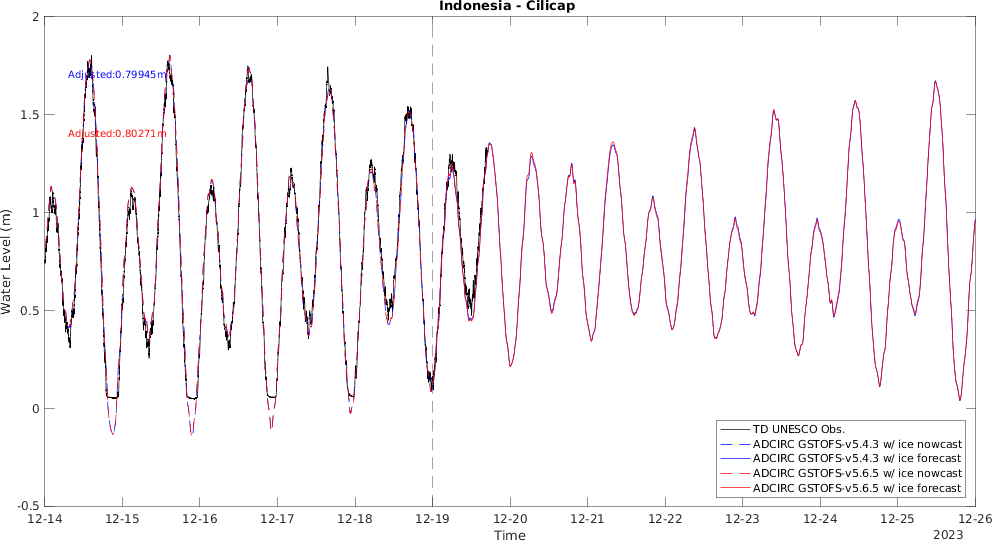 Indonesia - Cilicap
2
1.5
1
0.5
0
-0.5
Water Level (m)
Adjusted:0.79945m
Adjusted:0.80271m
TD UNESCO Obs.
ADCIRC GSTOFS-v5.4.3 w/ ice nowcast
ADCIRC GSTOFS-v5.4.3 w/ ice forecast
ADCIRC GSTOFS-v5.6.5 w/ ice nowcast
ADCIRC GSTOFS-v5.6.5 w/ ice forecast
12-14 12-15 12-16 12-17 12-18 12-19 12-20 12-21 12-22 12-23 12-24 12-25 12-26
Time
2023